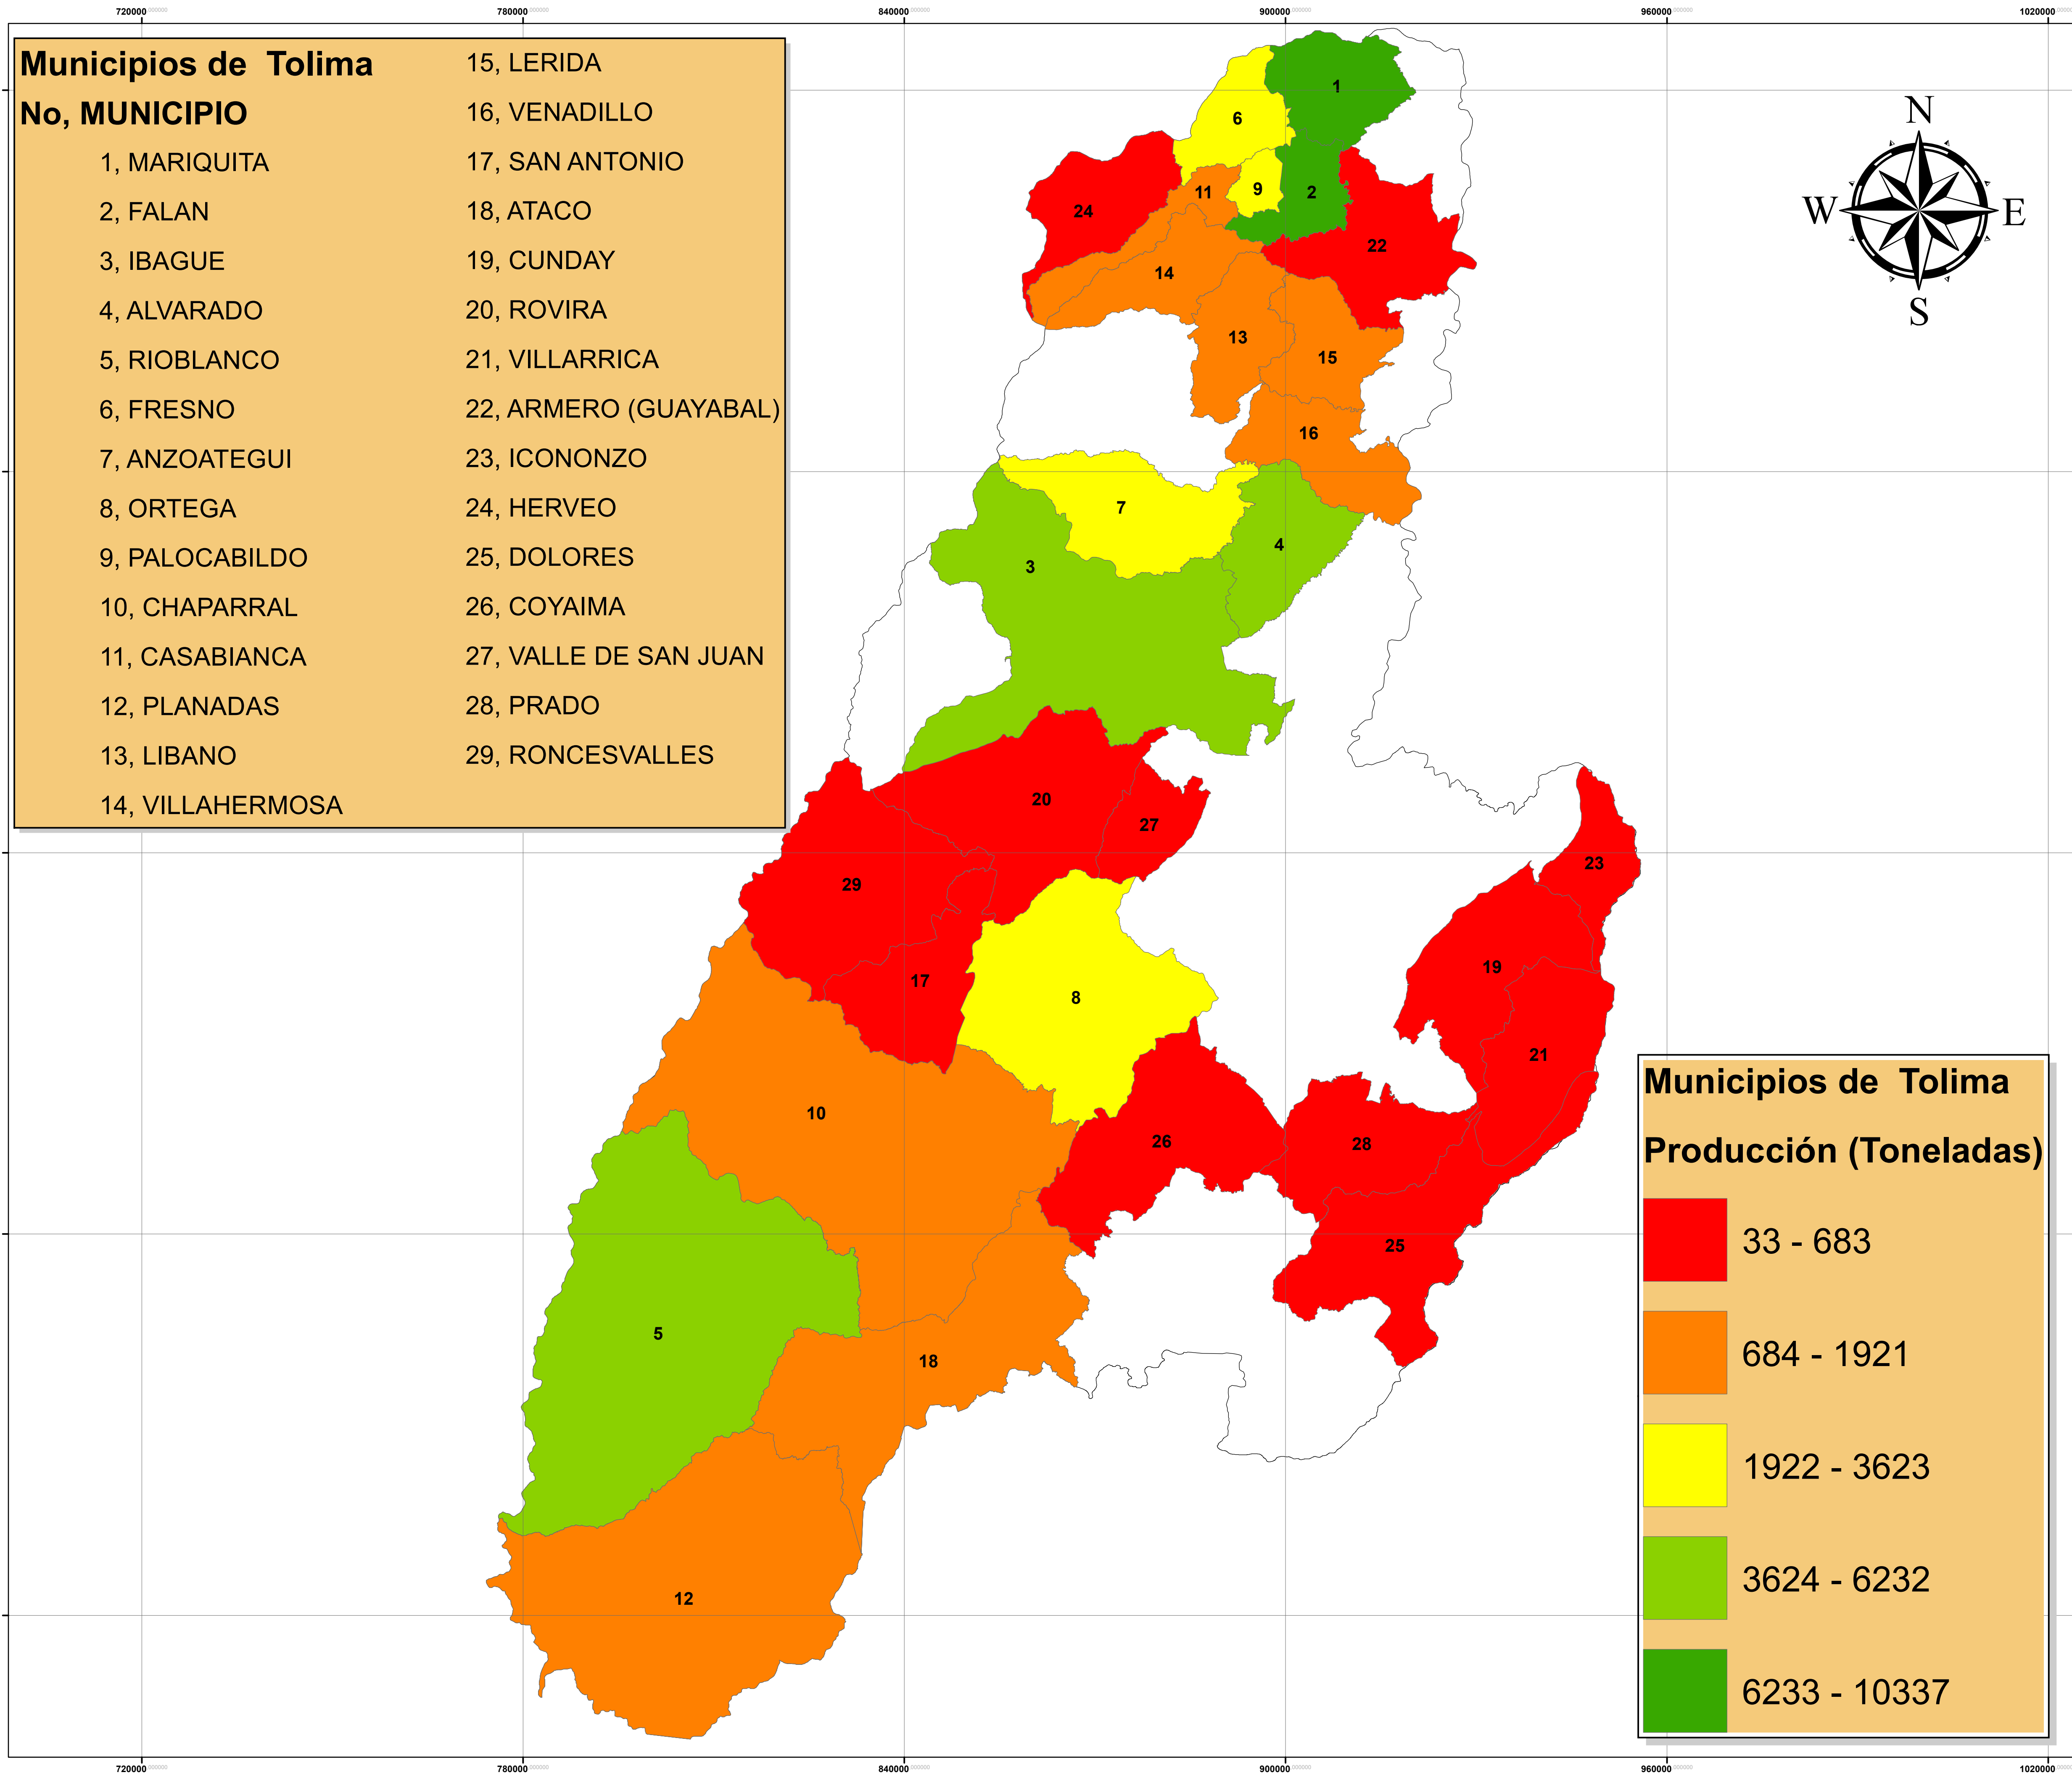 720000 780000 840000 900000 960000 1020000
Municipios de Tolima
No, MUNICIPIO
1, MARIQUITA
2, FALAN
3, IBAGUE
4, ALVARADO
5, RIOBLANCO
6, FRESNO
7, ANZOATEGUI
8, ORTEGA
9, PALOCABILDO
10, CHAPARRAL
11, CASABIANCA
12, PLANADAS
13, LIBANO
14, VILLAHERMOSA
15, LERIDA
16, VENADILLO
17, SAN ANTONIO
18, ATACO
19, CUNDAY
20, ROVIRA
21, VILLARRICA
22, ARMERO (GUAYABAL)
23, ICONONZO
24, HERVEO
25, DOLORES
26, COYAIMA
27, VALLE DE SAN JUAN
28, PRADO
29, RONCESVALLES
N
W E
S
1
6
11
9
2
24
22
14
13
15
16
7
4
3
20
27
23
29
19
17
8
21
10
26
28
25
5
18
12
Municipios de Tolima
Producción (Toneladas)
33 - 683
684 - 1921
1922 - 3623
3624 - 6232
6233 - 10337
720000 780000 840000 900000 960000 1020000